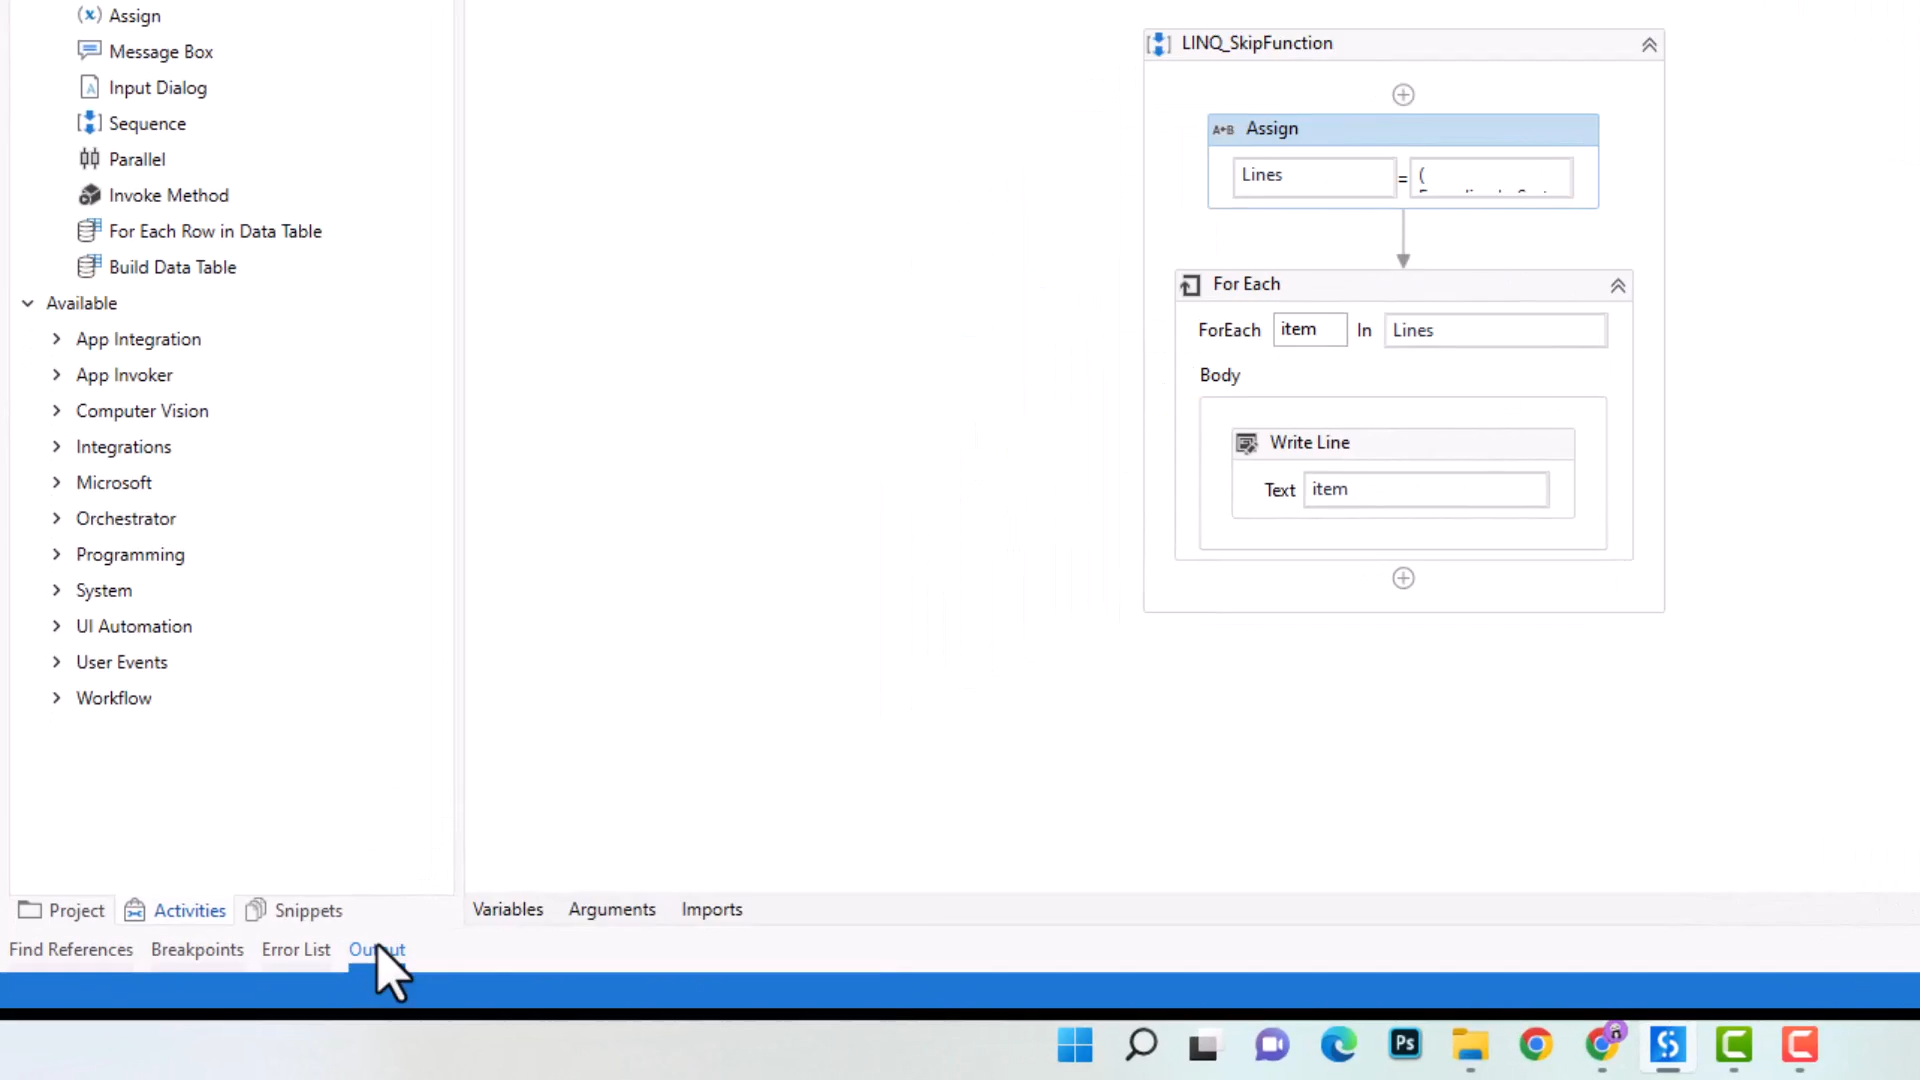 Assign
Message Box
Input Dialog
Sequence
Parallel
Invoke Method
For Each Row in Data Table
Build Data Table
Available
App Integration
App Invoker
Computer Vision
Integrations
Microsoft
Orchestrator
Programming
System
UI Automation
User Events
Workflow
Project
Activities
Snippets
Find References
Breakpoints
Error List
Output
LINQ_SkipFunction
A+B Assign
Lines = (
For Each
ForEach item In Lines
Body
Write Line
Text item
Variables
Arguments
Imports
Ps